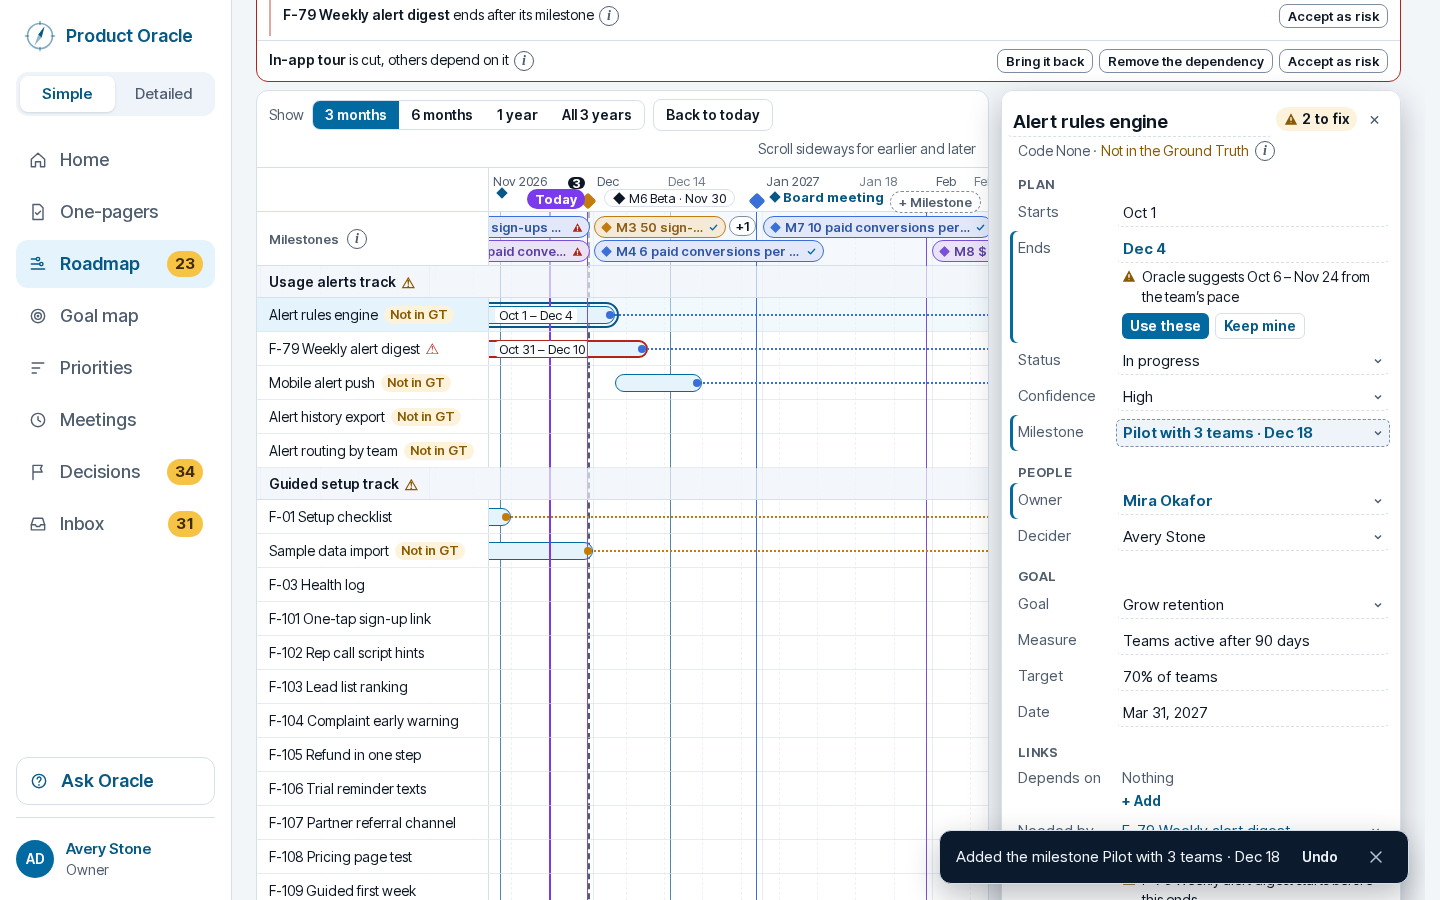 Product Oracle
Simple
Detailed
Home
One-pagers
Roadmap
23
Goal map
Priorities
Meetings
Decisions
34
Inbox
31
Ask Oracle
AD
Avery Stone
Owner
F-79 Weekly alert digest ends after its milestone i
Accept as risk
In-app tour is cut, others depend on it i
Bring it back
Remove the dependency
Accept as risk
Show
3 months
6 months
1 year
All 3 years
Back to today
Scroll sideways for earlier and later
Nov 2026
3
Dec
Dec 14
Jan 2027
Jan 18
Feb
Fe
Today
M6 Beta · Nov 30
Board meeting
+ Milestone
Milestones i
sign-ups ...
M3 50 sign-...
+1
M7 10 paid conversions per...
paid conve...
M4 6 paid conversions per ...
M8 $
Usage alerts track
Alert rules engine
Not in GT
Oct 1 – Dec 4
F-79 Weekly alert digest
Oct 31 – Dec 10
Mobile alert push
Not in GT
Alert history export
Not in GT
Alert routing by team
Not in GT
Guided setup track
F-01 Setup checklist
Sample data import
Not in GT
F-03 Health log
F-101 One-tap sign-up link
F-102 Rep call script hints
F-103 Lead list ranking
F-104 Complaint early warning
F-105 Refund in one step
F-106 Trial reminder texts
F-107 Partner referral channel
F-108 Pricing page test
F-109 Guided first week
Alert rules engine
2 to fix
Code None · Not in the Ground Truth i
PLAN
Starts
Oct 1
Ends
Dec 4
Oracle suggests Oct 6 – Nov 24 from
the team's pace
Use these
Keep mine
Status
In progress
Confidence
High
Milestone
Pilot with 3 teams · Dec 18
PEOPLE
Owner
Mira Okafor
Decider
Avery Stone
GOAL
Goal
Grow retention
Measure
Teams active after 90 days
Target
70% of teams
Date
Mar 31, 2027
LINKS
Depends on
Nothing
+ Add
Needed by
F-79 Weekly alert digest
Added the milestone Pilot with 3 teams · Dec 18
Undo
F-79 Weekly alert digest starts before
this ends